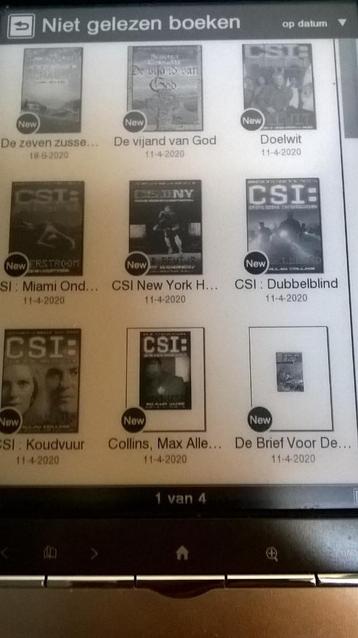 Niet gelezen boeken
op datum
New
New
New
De zeven zusse...
De vijand van God
Doelwit
18-6-2020
11-4-2020
11-4-2020
CSI:
CSI:NY
CSI:
New
New
New
SI : Miami Ond...
CSI New York H...
CSI : Dubbelblind
11-4-2020
11-4-2020
11-4-2020
CSI:
CSI:
New
New
New
CSI : Koudvuur
Collins, Max Alle...
De Brief Voor De...
11-4-2020
11-4-2020
11-4-2020
1 van 4